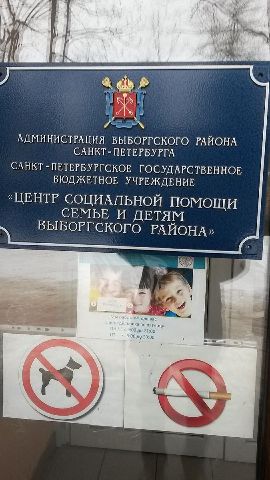 АДМИНИСТРАЦИЯ ВЫБОРГСКОГО РАЙОНА
САНКТ-ПЕТЕРБУРГА
САНКТ-ПЕТЕРБУРГСКОЕ ГОСУДАРСТВЕННОЕ
БЮДЖЕТНОЕ УЧРЕЖДЕНИЕ
«ЦЕНТР СОЦИАЛЬНОЙ ПОМОЩИ
СЕМЬЕ И ДЕТЯМ
ВЫБОРГСКОГО РАЙОНА»